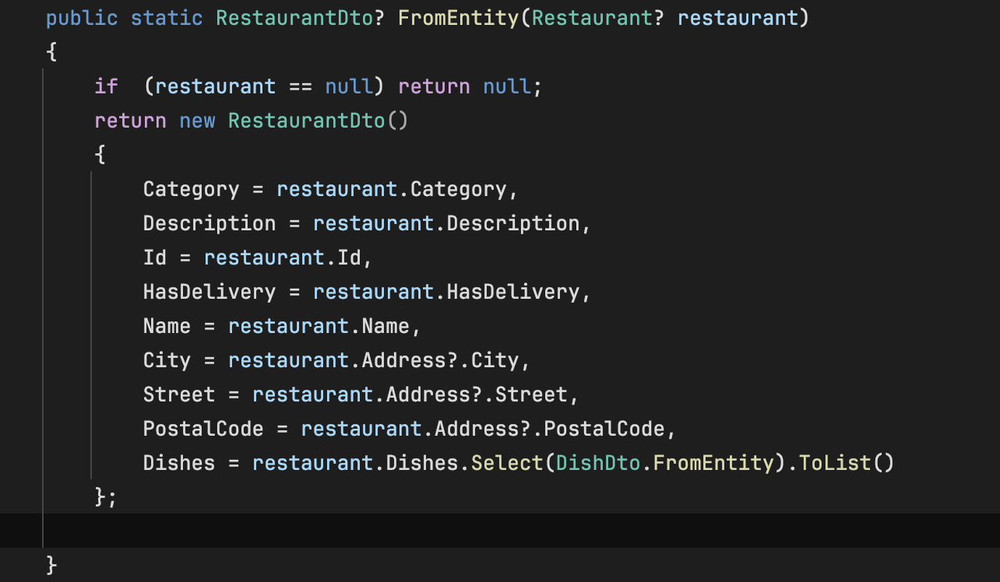 public static RestaurantDto? FromEntity(Restaurant? restaurant)
{
    if  (restaurant == null) return null;
    return new RestaurantDto()
    {
        Category = restaurant.Category,
        Description = restaurant.Description,
        Id = restaurant.Id,
        HasDelivery = restaurant.HasDelivery,
        Name = restaurant.Name,
        City = restaurant.Address?.City,
        Street = restaurant.Address?.Street,
        PostalCode = restaurant.Address?.PostalCode,
        Dishes = restaurant.Dishes.Select(DishDto.FromEntity).ToList()
    };
}